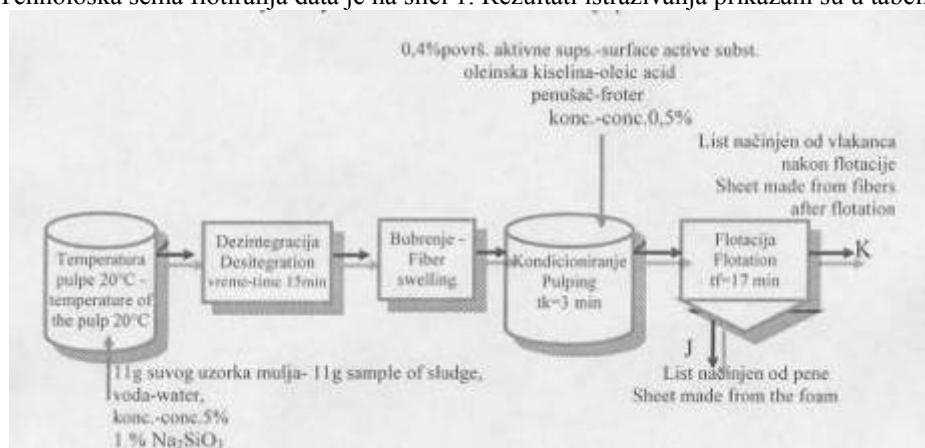 Tehnološka šema flotiranja data je na slici 1. Rezultati istraživanja prikazani su u tabeli
0,4%površ. aktivne sups.-surface active subst.
oleinska kiselina-oleic acid
penušač-froter
konc.-conc.0,5%
List načinjen od vlakanca
nakon flotacije
Sheet made from fibers
after flotation
Temperatura
pulpe 20°C -
temperature of
the pulp 20°C
Dezintegracija
Desitegration
vreme-time 15min
Bubrenje -
Fiber
swelling
Kondicioniranje
Pulping
tk=3 min
Flotacija
Flotation
tf=17 min
K
J
List načinjen od pene
Sheet made from the foam
11g suvog uzorka mulja- 11g sample of sludge,
voda-water,
konc.-conc.5%
1 % Na₂SiO₃